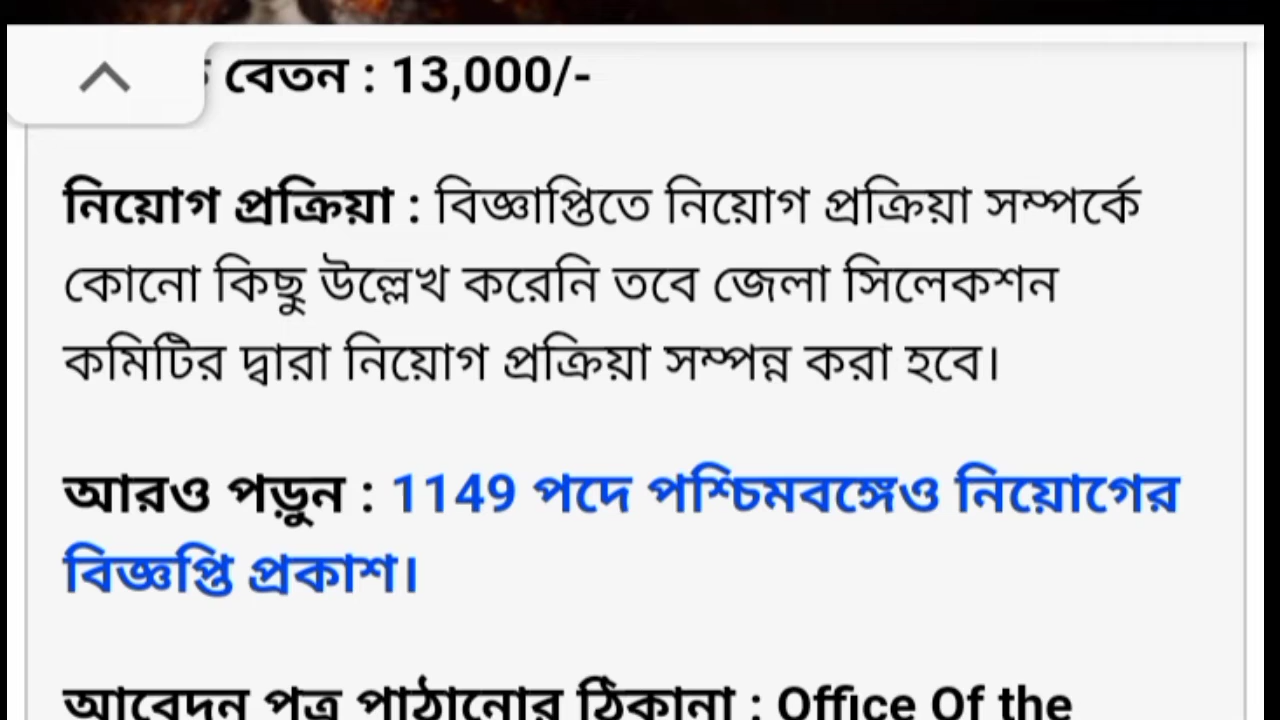 বেতন : 13,000/-
নিয়োগ প্রক্রিয়া : বিজ্ঞাপ্তিতে নিয়োগ প্রক্রিয়া সম্পর্কে
কোনো কিছু উল্লেখ করেনি তবে জেলা সিলেকশন
কমিটির দ্বারা নিয়োগ প্রক্রিয়া সম্পন্ন করা হবে।
আরও পড়ুন : 1149 পদে পশ্চিমবঙ্গেও নিয়োগের
বিজ্ঞপ্তি প্রকাশ।
আবেদন পত্র পাঠানোর ঠিকানা : Office Of the